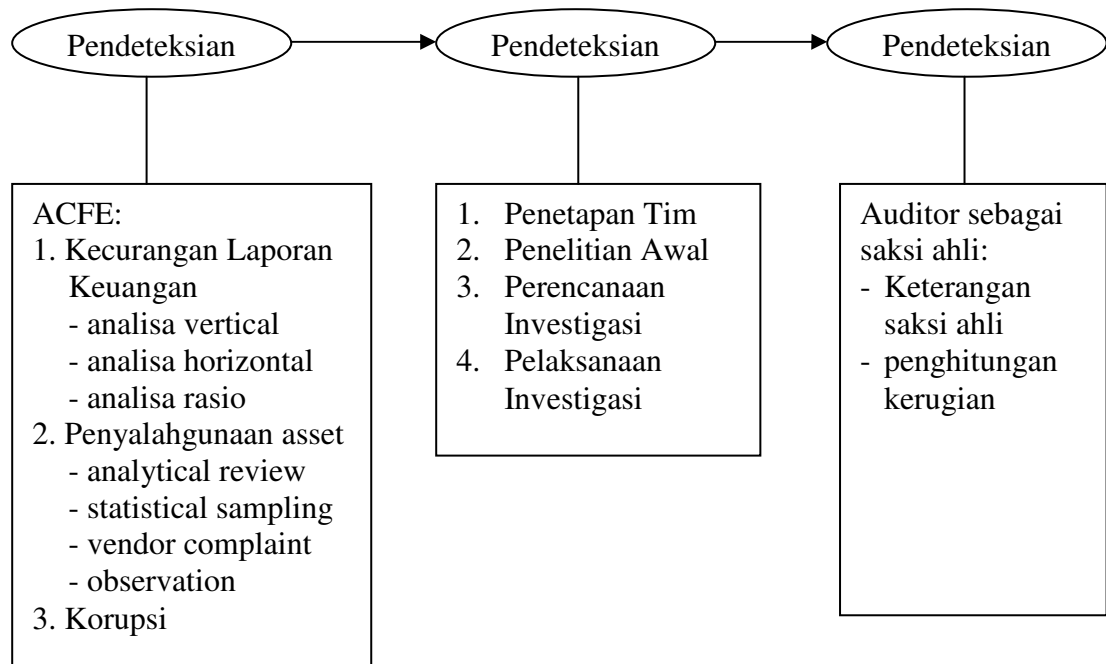 Pendeteksian
Pendeteksian
Pendeteksian
ACFE:
1. Kecurangan Laporan
Keuangan
- analisa vertical
- analisa horizontal
- analisa rasio
2. Penyalahgunaan asset
- analytical review
- statistical sampling
- vendor complaint
- observation
3. Korupsi
1. Penetapan Tim
2. Penelitian Awal
3. Perencanaan
Investigasi
4. Pelaksanaan
Investigasi
Auditor sebagai
saksi ahli:
- Keterangan
saksi ahli
- penghitungan
kerugian